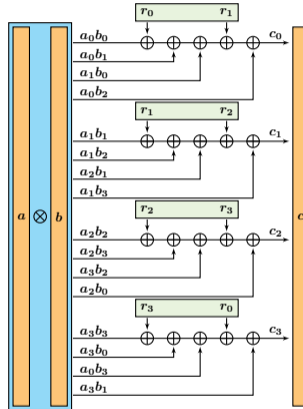 r₀ r₁
a₀b₀ c₀
a₀b₁
a₁b₀
a₀b₂
r₁ r₂
a₁b₁ c₁
a₁b₂
a₂b₁
a₁b₃
a ⊗ b c
r₂ r₃
a₂b₂ c₂
a₂b₃
a₃b₂
a₂b₀
r₃ r₀
a₃b₃ c₃
a₃b₀
a₀b₃
a₃b₁